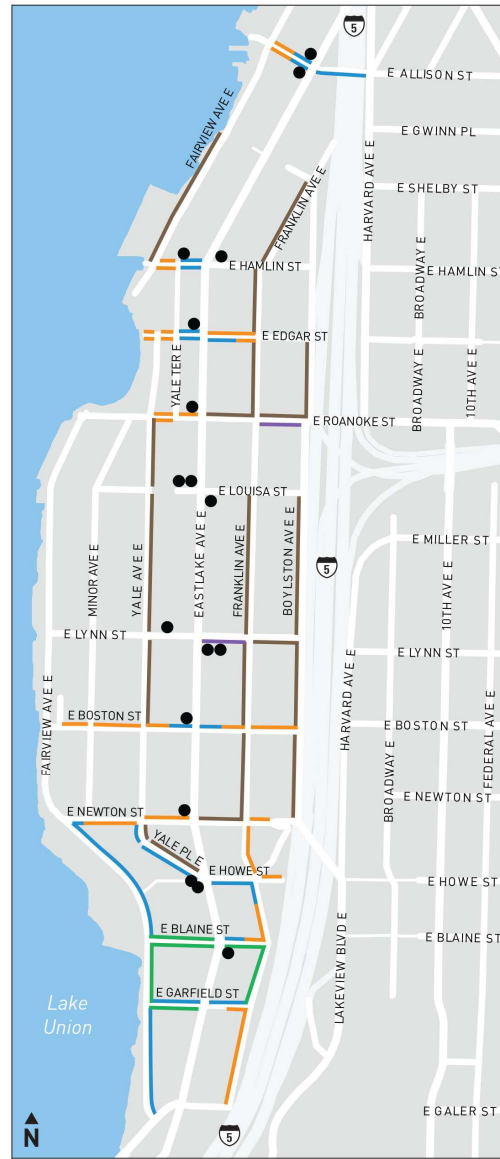 5
E ALLISON ST
FAIRVIEW AVE E
E GWINN PL
FRANKLIN AVE E
HARVARD AVE E
E SHELBY ST
E HAMLIN ST
BROADWAY E
E HAMLIN ST
E EDGAR ST
YALE TER E
BROADWAY E
10TH AVE E
E ROANOKE ST
E LOUISA ST
MINOR AVE E
YALE AVE E
EASTLAKE AVE E
FRANKLIN AVE E
BOYLSTON AVE E
5
E MILLER ST
10TH AVE E
E LYNN ST
E LYNN ST
FAIRVIEW AVE E
HARVARD AVE E
E BOSTON ST
E BOSTON ST
FEDERAL AVE E
BROADWAY E
E NEWTON ST
E NEWTON ST
YALE PL E
E HOWE ST
E HOWE ST
E BLAINE ST
E BLAINE ST
LAKEVIEW BLVD E
E GARFIELD ST
Lake
Union
E GALER ST
N
5